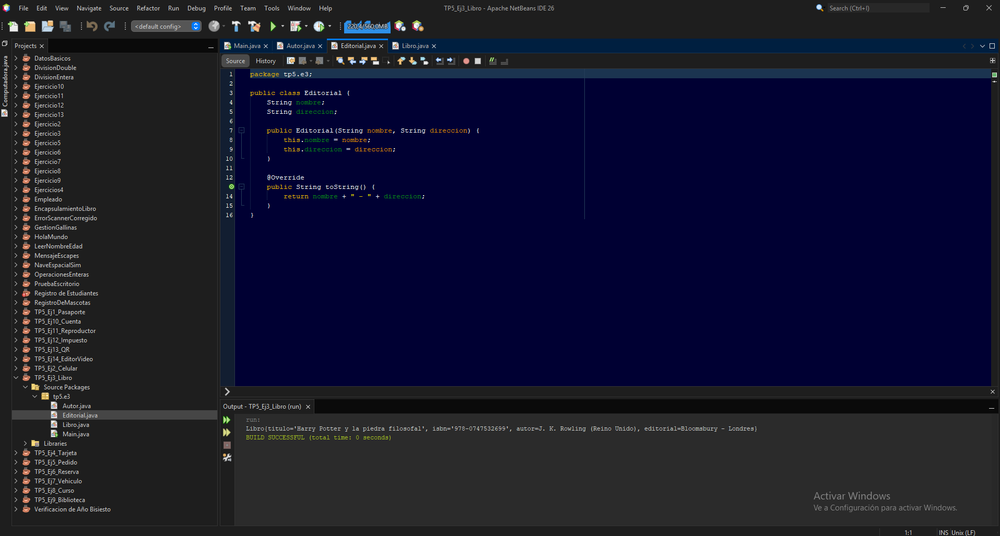 File Edit View Navigate Source Refactor Run Debug Profile Team Tools Window Help
TP5_Ej3_Libro - Apache NetBeans IDE 26
Search (Ctrl+I)
<default config>
220,4/560,0MB
Computadora.java
Projects
DatosBasicos
DivisionDouble
DivisionEntera
Ejercicio10
Ejercicio11
Ejercicio12
Ejercicio13
Ejercicio2
Ejercicio3
Ejercicio5
Ejercicio6
Ejercicio7
Ejercicio8
Ejercicio9
Ejercicios4
Empleado
EncapsulamientoLibro
ErrorScannerCorregido
GestionGallinas
HolaMundo
LeerNombreEdad
MensajeEscapes
NaveEspacialSim
OperacionesEnteras
PruebaEscritorio
Registro de Estudiantes
RegistroDeMascotas
TP5_Ej1_Pasaporte
TP5_Ej10_Cuenta
TP5_Ej11_Reproductor
TP5_Ej12_Impuesto
TP5_Ej13_QR
TP5_Ej14_EditorVideo
TP5_Ej2_Celular
TP5_Ej3_Libro
Source Packages
tp5.e3
Autor.java
Editorial.java
Libro.java
Main.java
Libraries
TP5_Ej4_Tarjeta
TP5_Ej5_Pedido
TP5_Ej6_Reserva
TP5_Ej7_Vehiculo
TP5_Ej8_Curso
TP5_Ej9_Biblioteca
Verificacion de Año Bisiesto
Main.java Autor.java Editorial.java Libro.java
Source History
1 package tp5.e3;
2
3 public class Editorial {
4 String nombre;
5 String direccion;
6
7 public Editorial(String nombre, String direccion) {
8 this.nombre = nombre;
9 this.direccion = direccion;
10 }
11
12 @Override
public String toString() {
14 return nombre + " - " + direccion;
15 }
16 }
Output - TP5_Ej3_Libro (run)
run:
Libro{titulo='Harry Potter y la piedra filosofal', isbn='978-0747532699', autor=J. K. Rowling (Reino Unido), editorial=Bloomsbury - Londres}
BUILD SUCCESSFUL (total time: 0 seconds)
Activar Windows
Ve a Configuración para activar Windows.
1:1 INS Unix (LF)